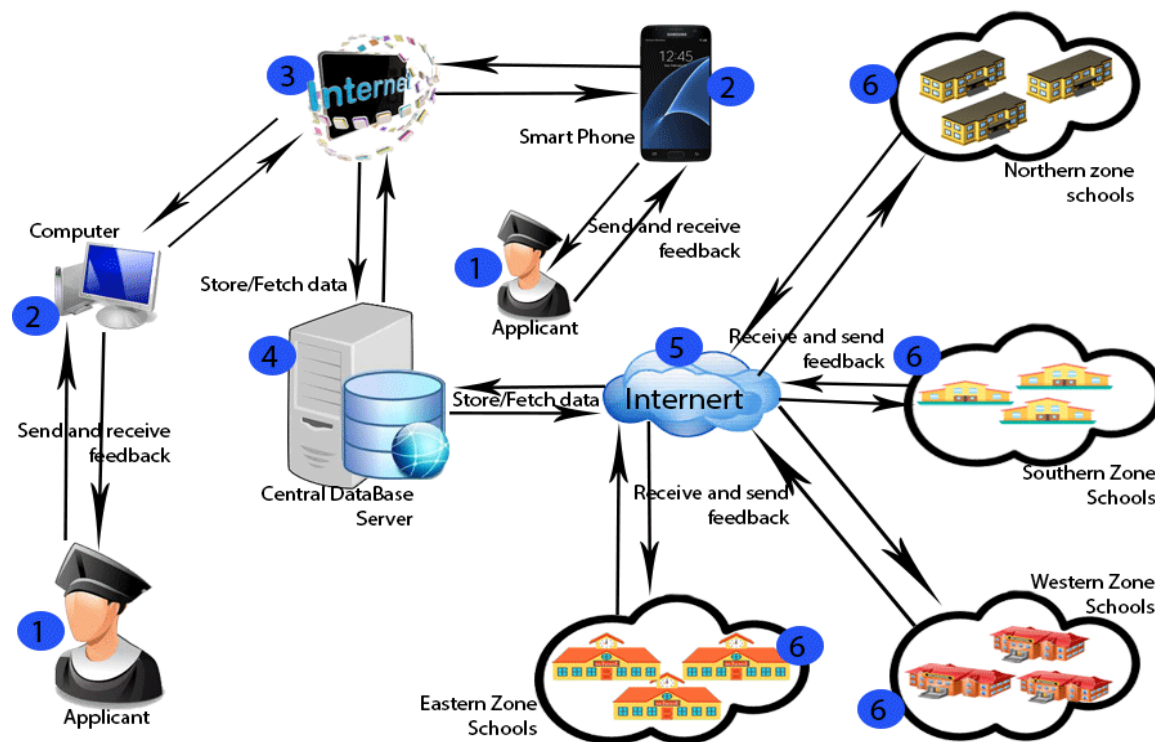 3
Internet
12:45
2
Smart Phone
6
Northern zone
schools
Computer
2
Send and receive
feedback
1
Applicant
Store/Fetch data
4
5
Internert
Receive and send
feedback
6
Store/Fetch data
Send and receive
feedback
Central DataBase
Server
Southern Zone
Schools
Receive and send
feedback
Western Zone
Schools
1
Applicant
6
Eastern Zone
Schools
6